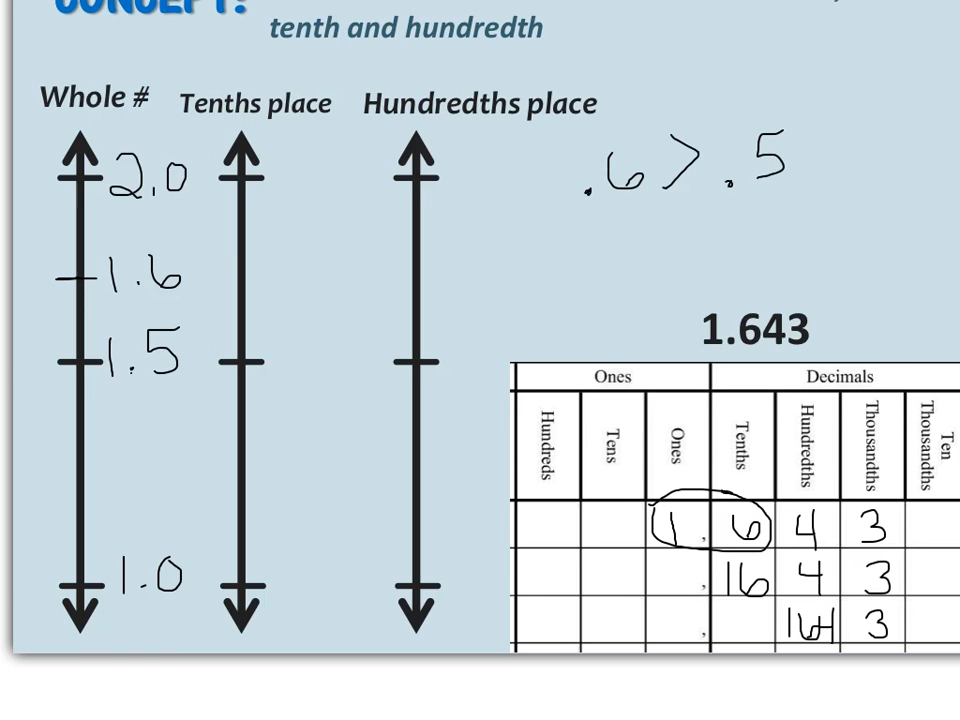 CONCEPT:
tenth and hundredth
Whole # Tenths place Hundredths place
2.0
1.6
1.5
1.0
.6 > .5
1.643
Ones Decimals
Hundreds Tens Ones Tenths Hundredths Thousandths Ten Thousandths
1 , 6 4 3
, 16 4 3
, 164 3